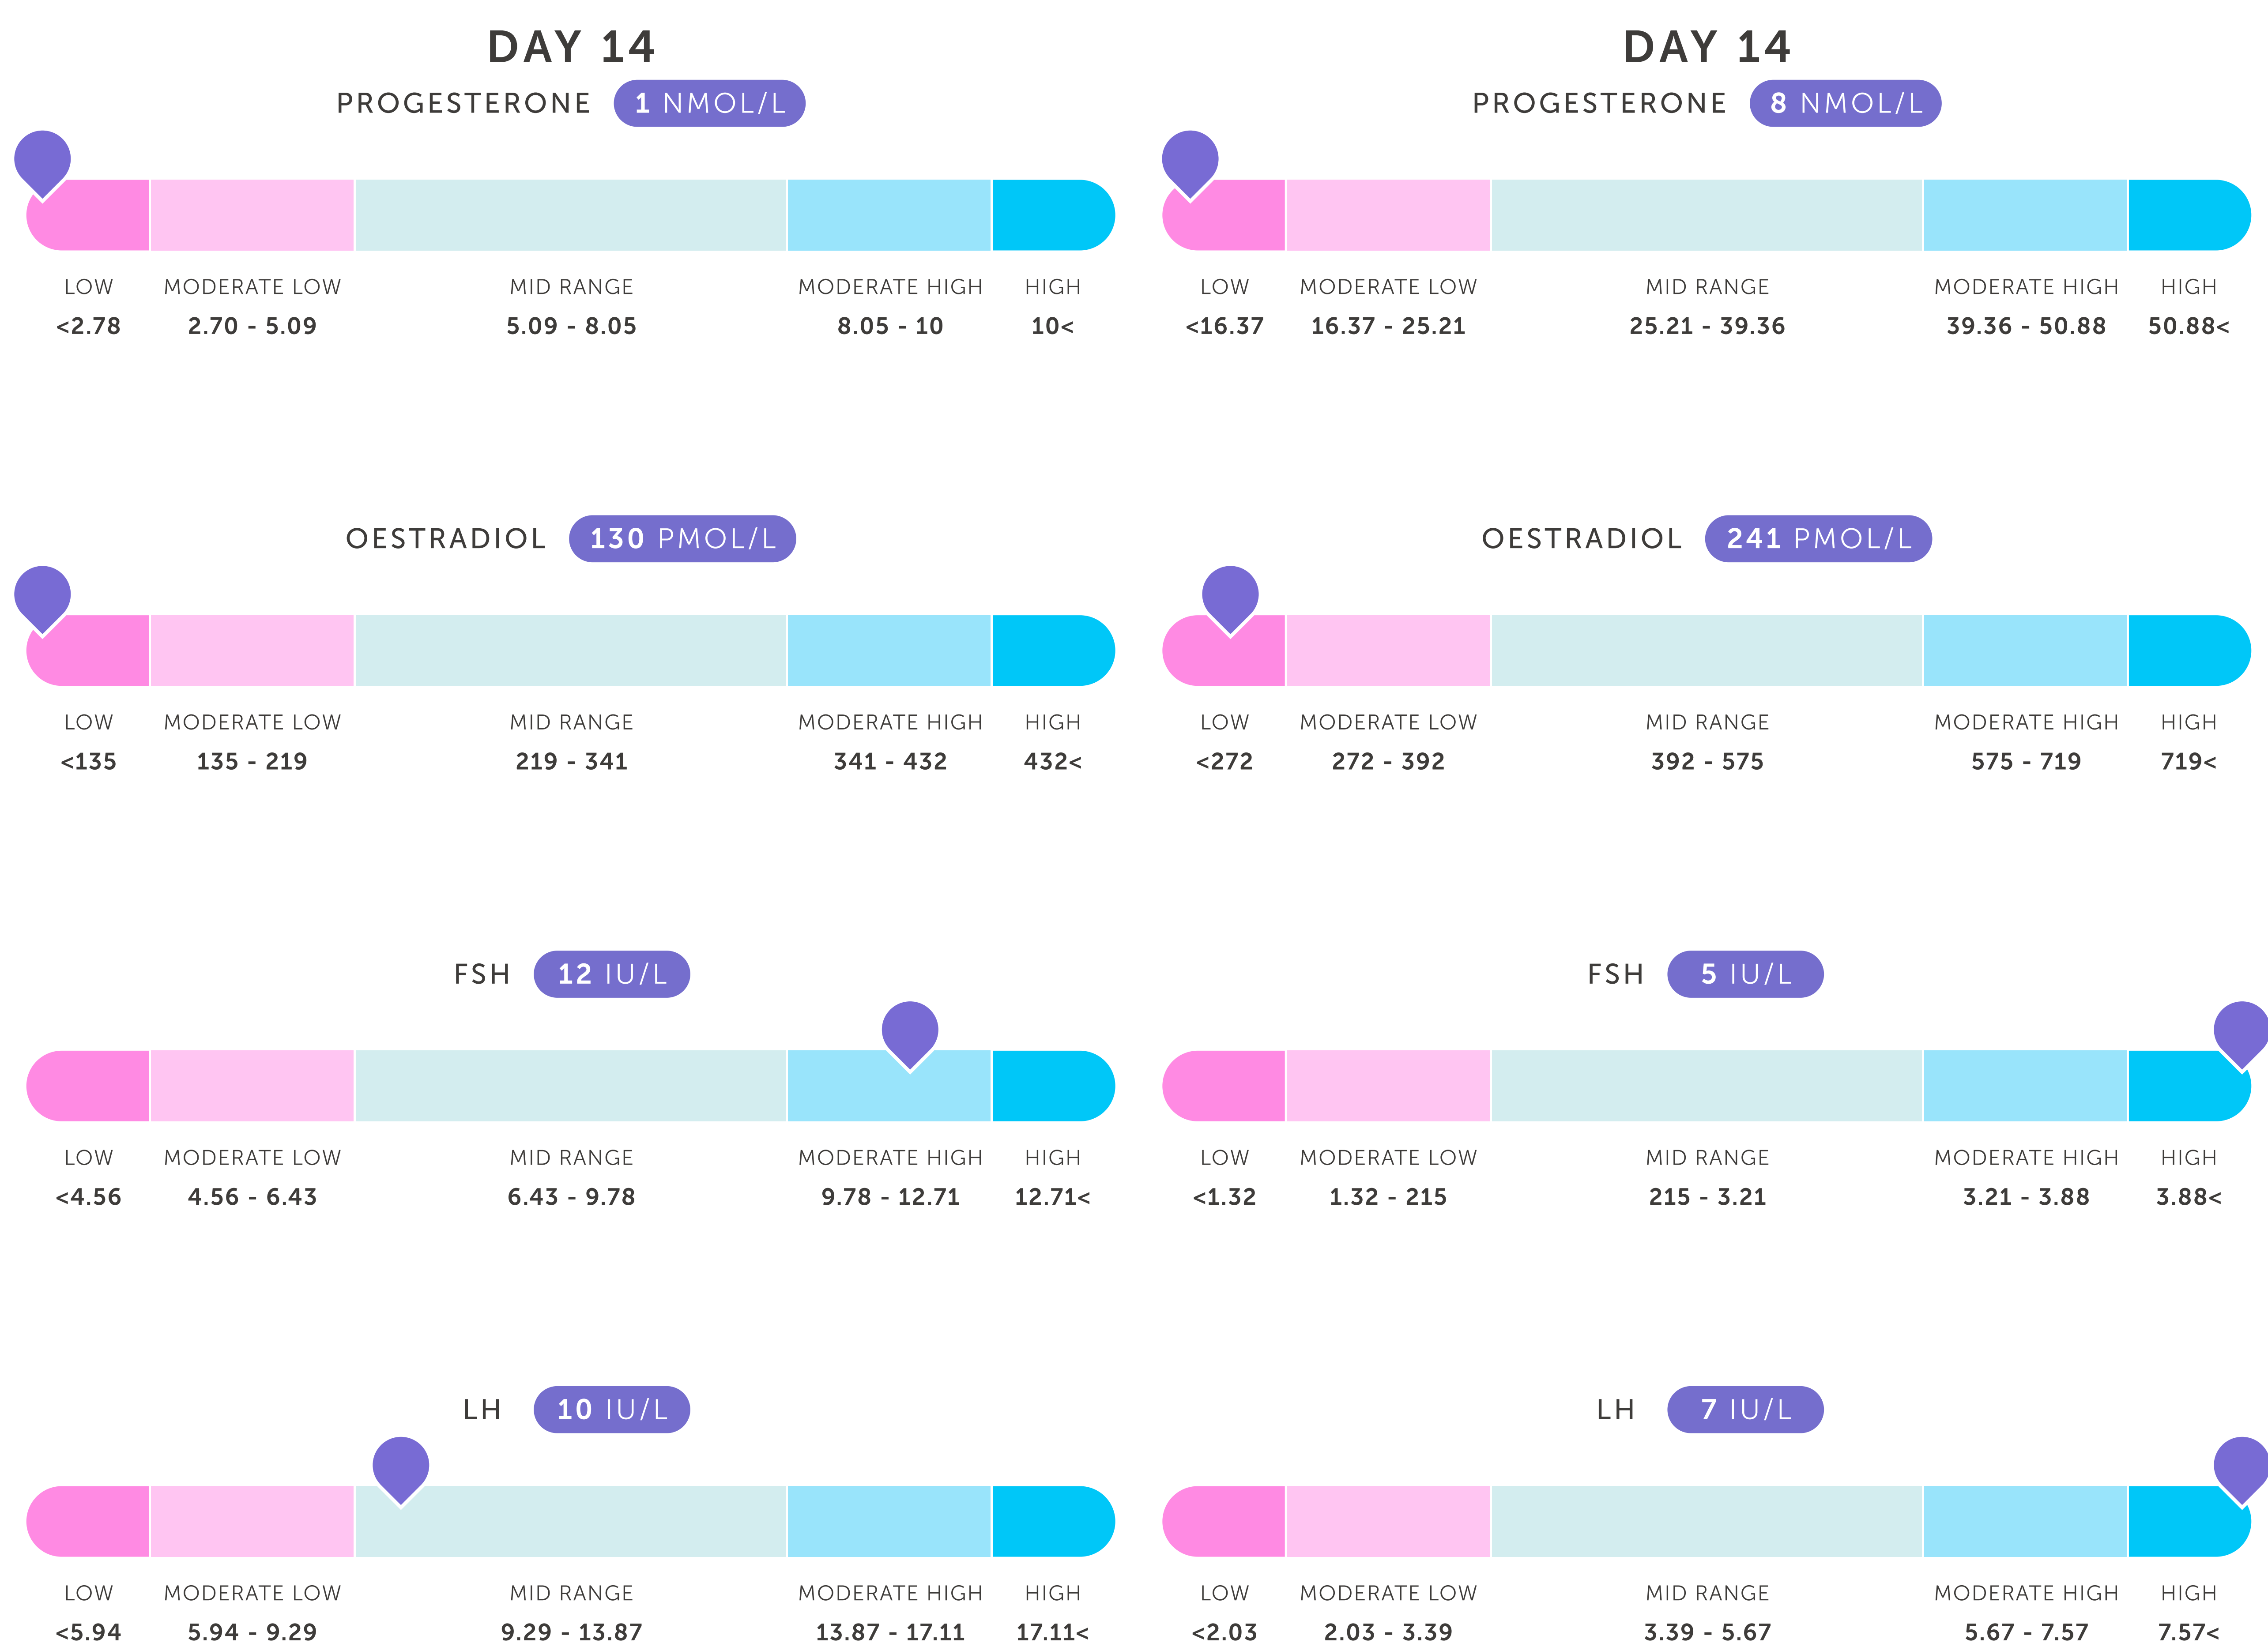 DAY 14
PROGESTERONE 1 NMOL/L
LOW MODERATE LOW MID RANGE MODERATE HIGH HIGH
<2.78 2.70 - 5.09 5.09 - 8.05 8.05 - 10 10<
OESTRADIOL 130 PMOL/L
LOW MODERATE LOW MID RANGE MODERATE HIGH HIGH
<135 135 - 219 219 - 341 341 - 432 432<
FSH 12 IU/L
LOW MODERATE LOW MID RANGE MODERATE HIGH HIGH
<4.56 4.56 - 6.43 6.43 - 9.78 9.78 - 12.71 12.71<
LH 10 IU/L
LOW MODERATE LOW MID RANGE MODERATE HIGH HIGH
<5.94 5.94 - 9.29 9.29 - 13.87 13.87 - 17.11 17.11<
DAY 14
PROGESTERONE 8 NMOL/L
LOW MODERATE LOW MID RANGE MODERATE HIGH HIGH
<16.37 16.37 - 25.21 25.21 - 39.36 39.36 - 50.88 50.88<
OESTRADIOL 241 PMOL/L
LOW MODERATE LOW MID RANGE MODERATE HIGH HIGH
<272 272 - 392 392 - 575 575 - 719 719<
FSH 5 IU/L
LOW MODERATE LOW MID RANGE MODERATE HIGH HIGH
<1.32 1.32 - 215 215 - 3.21 3.21 - 3.88 3.88<
LH 7 IU/L
LOW MODERATE LOW MID RANGE MODERATE HIGH HIGH
<2.03 2.03 - 3.39 3.39 - 5.67 5.67 - 7.57 7.57<